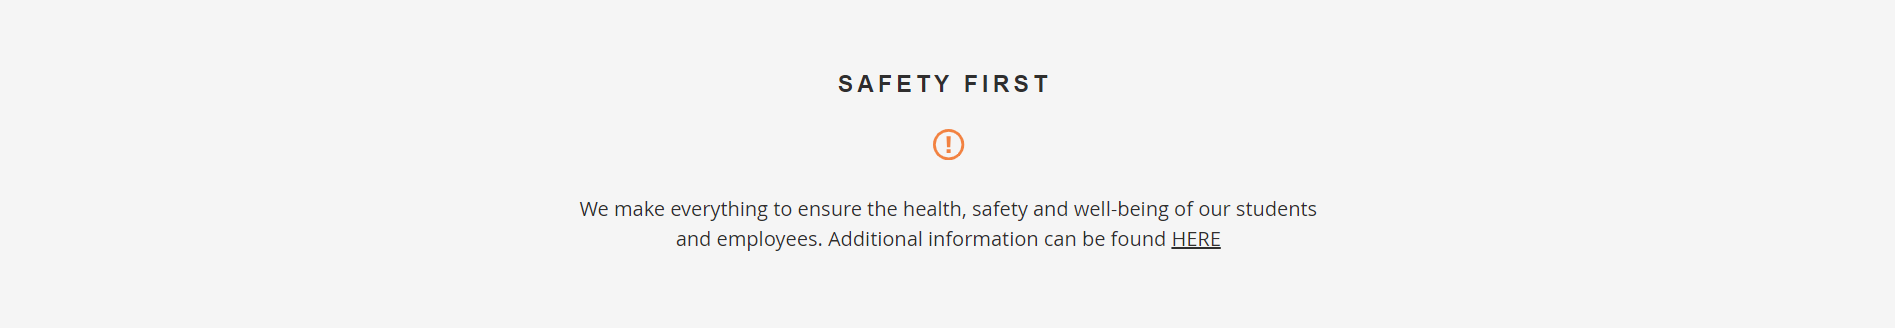 SAFETY FIRST
We make everything to ensure the health, safety and well-being of our students
and employees. Additional information can be found HERE